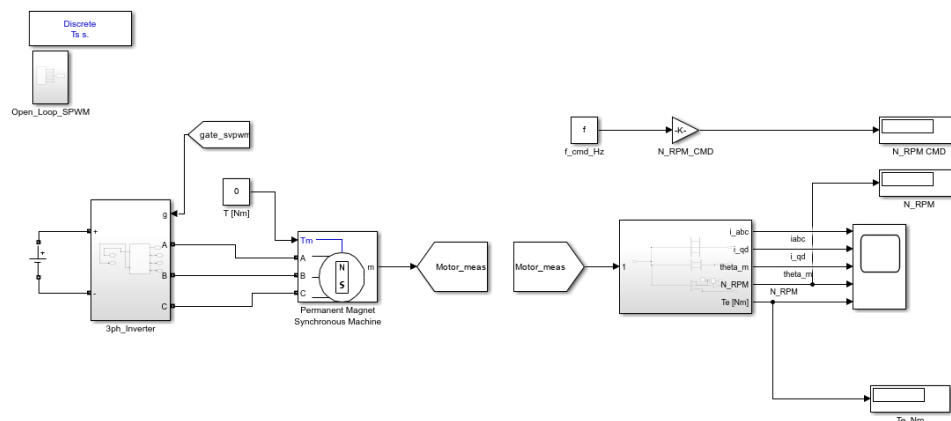 Discrete
Ts s.
Open_Loop_SPWM
gate_svpwm
0
T [Nm]
g
+
A
B
-
C
3ph_Inverter
+
Tm
A
B
C
N
S
m
Permanent Magnet
Synchronous Machine
Motor_meas
Motor_meas
f
f_cmd_Hz
-K-
N_RPM_CMD
N_RPM CMD
N_RPM
1
i_abc
i_qd
theta_m
N_RPM
Te [Nm]
iabc
i_qd
theta_m
N_RPM
Te_Nm